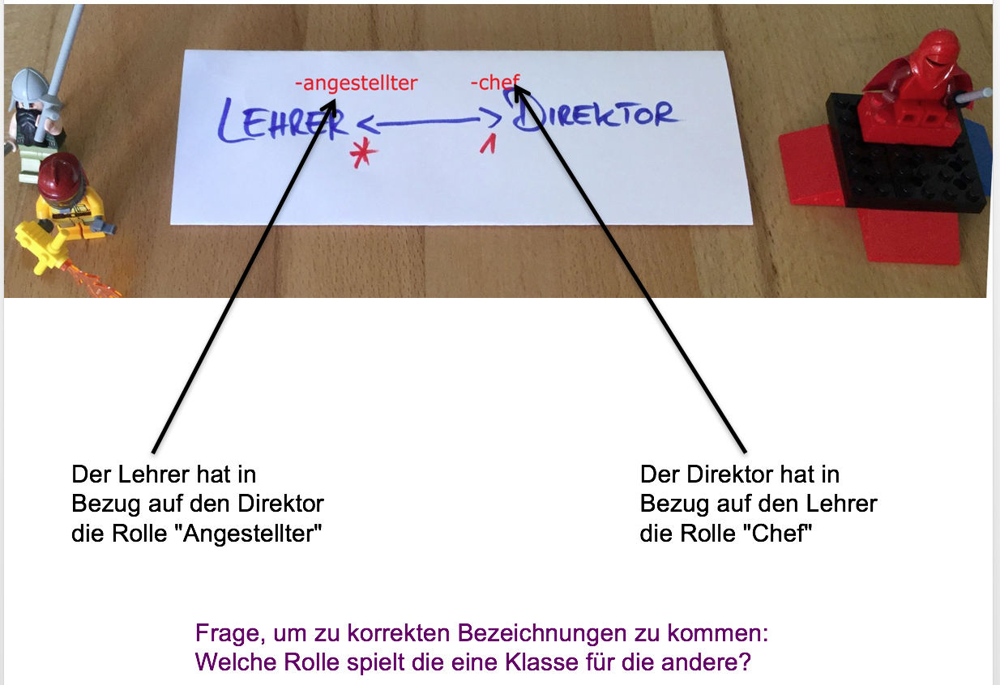 -angestellter -chef
LEHRER <-----> DIREKTOR
* 1
Der Lehrer hat in
Bezug auf den Direktor
die Rolle "Angestellter"
Der Direktor hat in
Bezug auf den Lehrer
die Rolle "Chef"
Frage, um zu korrekten Bezeichnungen zu kommen:
Welche Rolle spielt die eine Klasse für die andere?